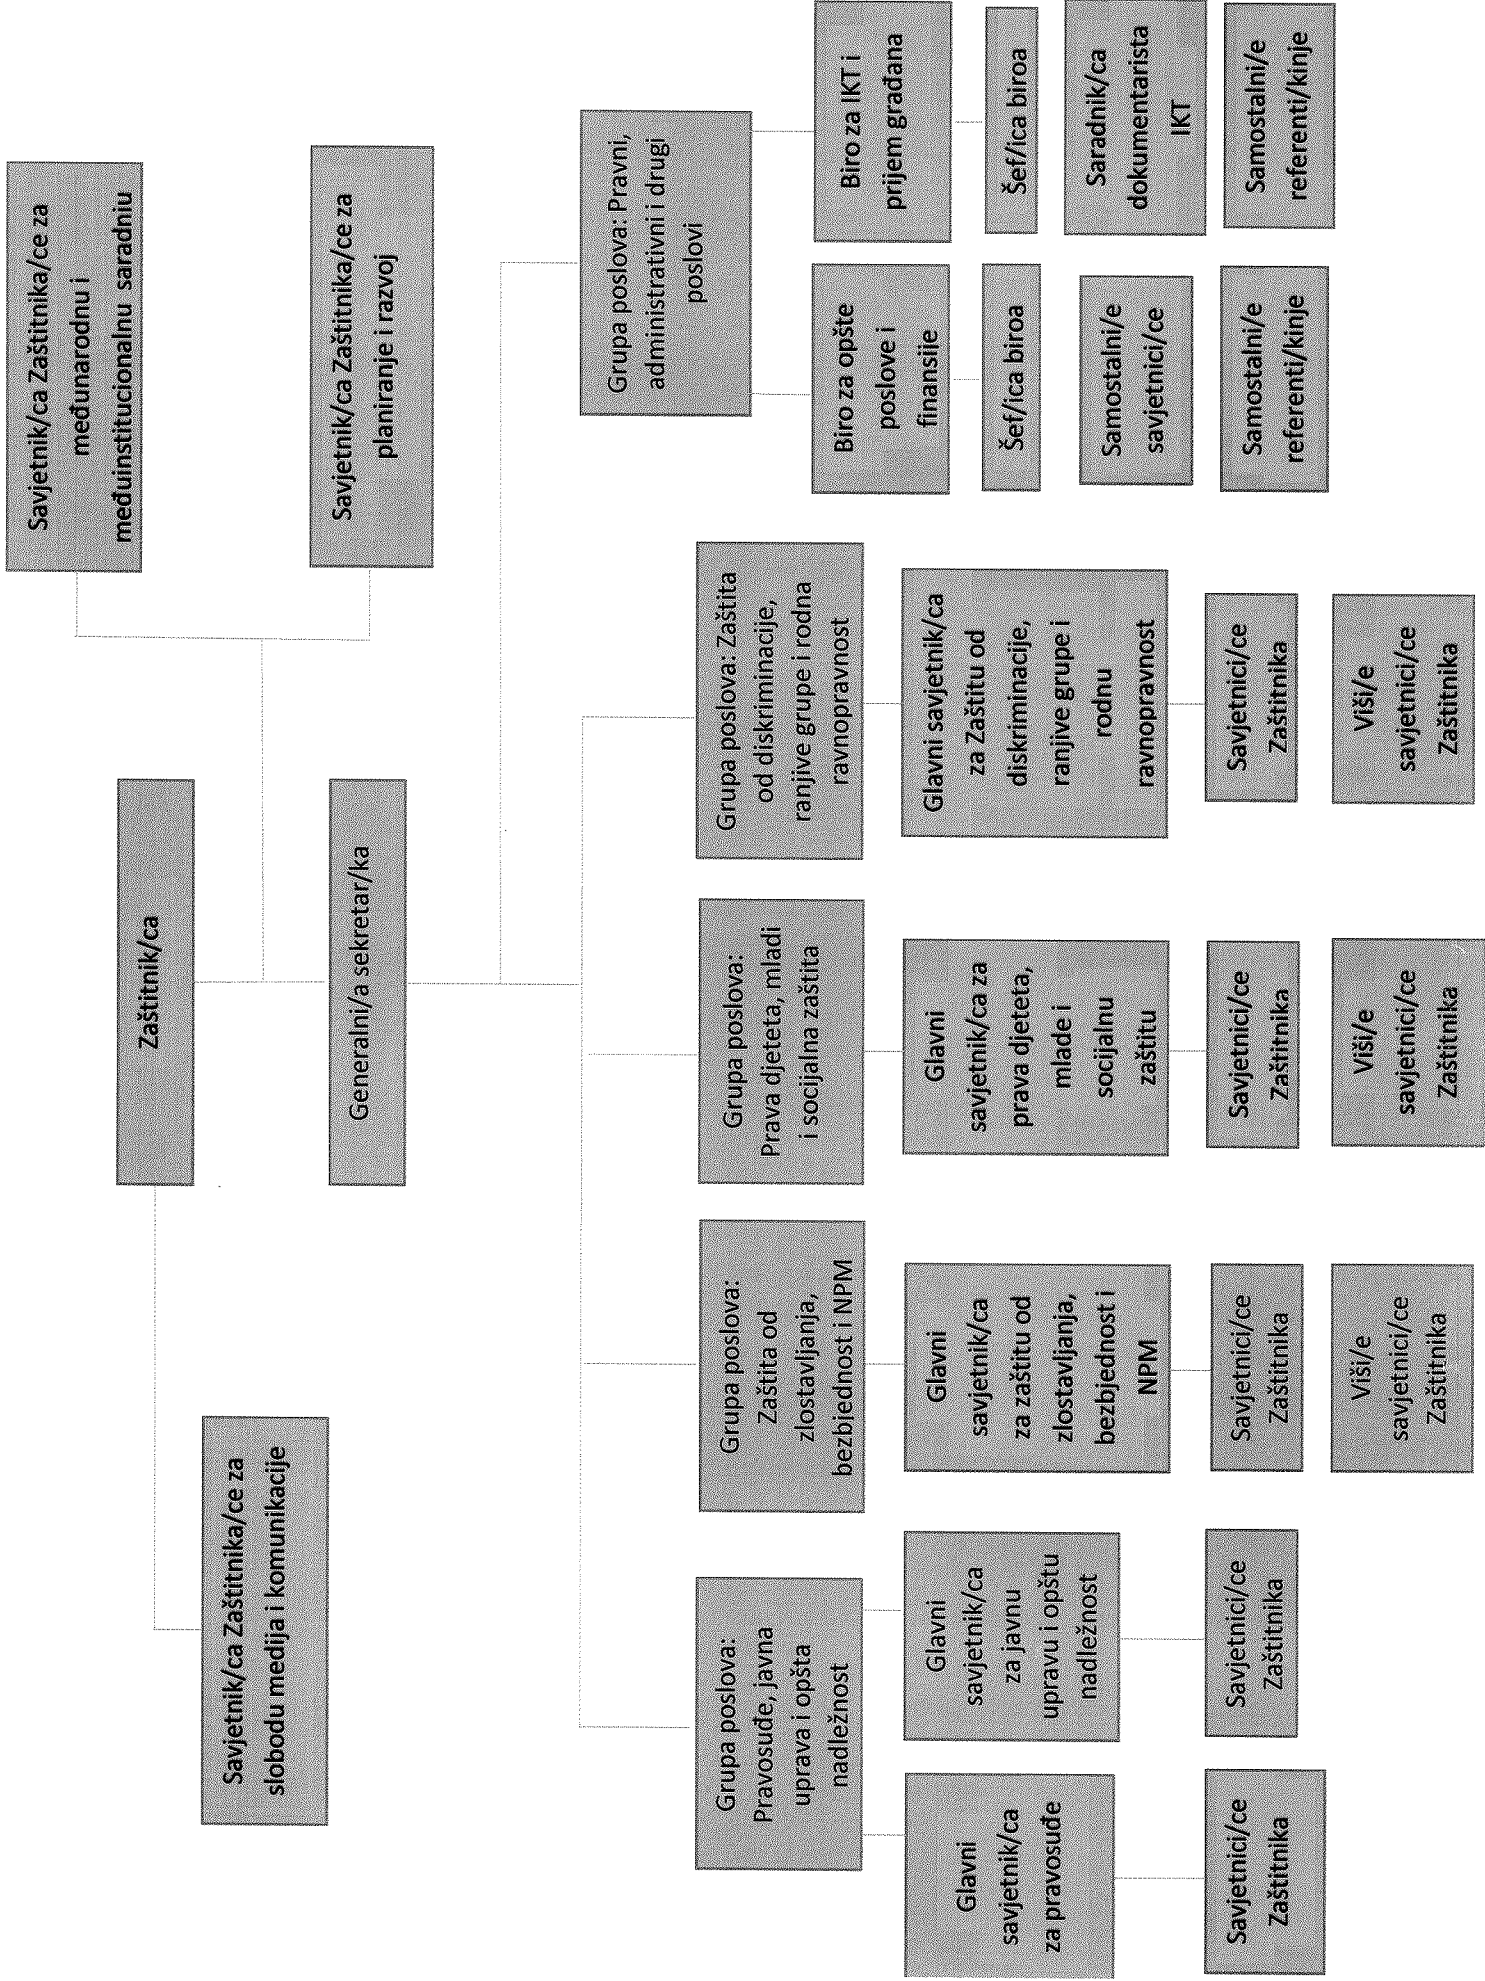 Zaštitnik/ca
Savjetnik/ca Zaštitnika/ce za
slobodu medija i komunikacije
Savjetnik/ca Zaštitnika/ce za
međunarodnu i
međuinstitucionalnu saradnju
Savjetnik/ca Zaštitnika/ce za
planiranje i razvoj
Generalni/a sekretar/ka
Grupa poslova:
Pravosuđe, javna
uprava i opšta
nadležnost
Glavni
savjetnik/ca
za pravosuđe
Savjetnici/ce
Zaštitnika
Glavni
savjetnik/ca
za javnu
upravu i opštu
nadležnost
Savjetnici/ce
Zaštitnika
Grupa poslova:
Zaštita od
zlostavljanja,
bezbjednost i NPM
Glavni
savjetnik/ca
za zaštitu od
zlostavljanja,
bezbjednost i
NPM
Savjetnici/ce
Zaštitnika
Viši/e
savjetnici/ce
Zaštitnika
Grupa poslova:
Prava djeteta, mladi
i socijalna zaštita
Glavni
savjetnik/ca za
prava djeteta,
mlade i
socijalnu
zaštitu
Savjetnici/ce
Zaštitnika
Viši/e
savjetnici/ce
Zaštitnika
Grupa poslova: Zaštita
od diskriminacije,
ranjive grupe i rodna
ravnopravnost
Glavni savjetnik/ca
za Zaštitu od
diskriminacije,
ranjive grupe i
rodnu
ravnopravnost
Savjetnici/ce
Zaštitnika
Viši/e
savjetnici/ce
Zaštitnika
Grupa poslova: Pravni,
administrativni i drugi
poslovi
Biro za opšte
poslove i
finansije
Šef/ica biroa
Samostalni/e
savjetnici/ce
Samostalni/e
referenti/kinje
Biro za IKT i
prijem građana
Šef/ica biroa
Saradnik/ca
dokumentarista
IKT
Samostalni/e
referenti/kinje